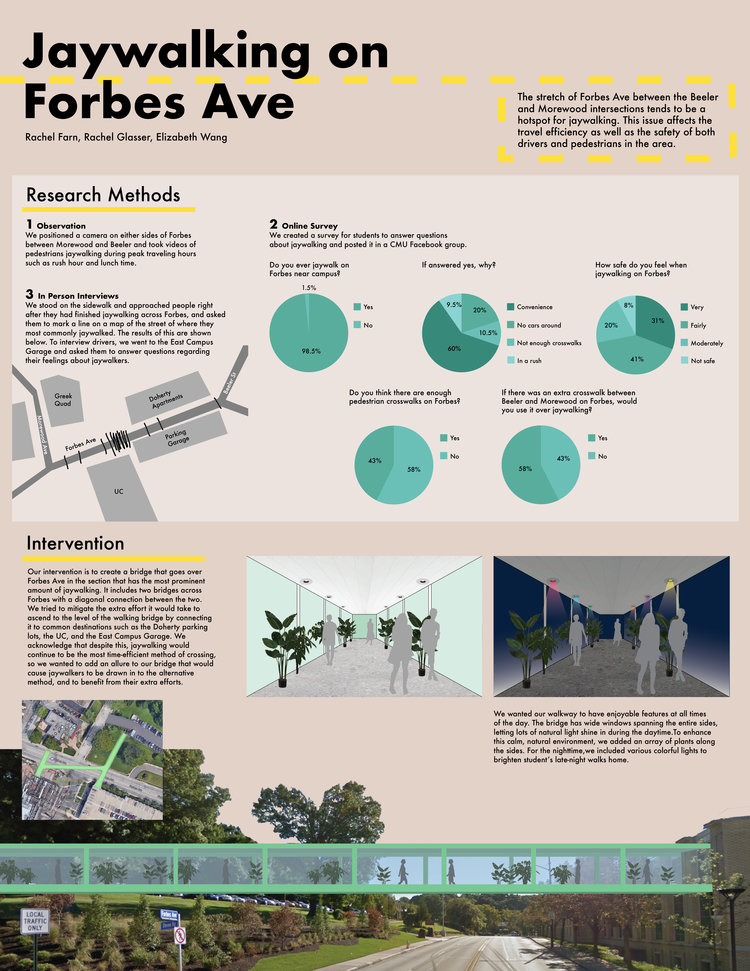 Jaywalking on
Forbes Ave
Rachel Farn, Rachel Glasser, Elizabeth Wang
The stretch of Forbes Ave between the Beeler
and Morewood intersections tends to be a
hotspot for jaywalking. This issue affects the
travel efficiency as well as the safety of both
drivers and pedestrians in the area.
Research Methods
1 Observation
We positioned a camera on either sides of Forbes
between Morewood and Beeler and took videos of
pedestrians jaywalking during peak traveling hours
such as rush hour and lunch time.
3 In Person Interviews
We stood on the sidewalk and approached people right
after they had finished jaywalking across Forbes, and asked
them to mark a line on a map of the street of where they
most commonly jaywalked. The results of this are shown
below. To interview drivers, we went to the East Campus
Garage and asked them to answer questions regarding
their feelings about jaywalkers.
Greek
Quad
Doherty
Apartments
Beeler St
Morewood Ave
Forbes Ave
Parking
Garage
UC
2 Online Survey
We created a survey for students to answer questions
about jaywalking and posted it in a CMU Facebook group.
Do you ever jaywalk on
Forbes near campus?
1.5%
98.5%
Yes
No
If answered yes, why?
9.5%
20%
10.5%
60%
Convenience
No cars around
Not enough crosswalks
In a rush
How safe do you feel when
jaywalking on Forbes?
8%
31%
20%
41%
Very
Fairly
Moderately
Not safe
Do you think there are enough
pedestrian crosswalks on Forbes?
43%
58%
Yes
No
If there was an extra crosswalk between
Beeler and Morewood on Forbes, would
you use it over jaywalking?
43%
58%
Yes
No
Intervention
Our intervention is to create a bridge that goes over
Forbes Ave in the section that has the most prominent
amount of jaywalking. It includes two bridges across
Forbes with a diagonal connection between the two.
We tried to mitigate the extra effort it would take to
ascend to the level of the walking bridge by connecting
it to common destinations such as the Doherty parking
lots, the UC, and the East Campus Garage. We
acknowledge that despite this, jaywalking would
continue to be the most time-efficient method of crossing,
so we wanted to add an allure to our bridge that would
cause jaywalkers to be drawn in to the alternative
method, and to benefit from their extra efforts.
We wanted our walkway to have enjoyable features at all times
of the day. The bridge has wide windows spanning the entire sides,
letting lots of natural light shine in during the daytime.To enhance
this calm, natural environment, we added an array of plants along
the sides. For the nighttime,we included various colorful lights to
brighten student's late-night walks home.
LOCAL
TRAFFIC
ONLY
Forbes Ave